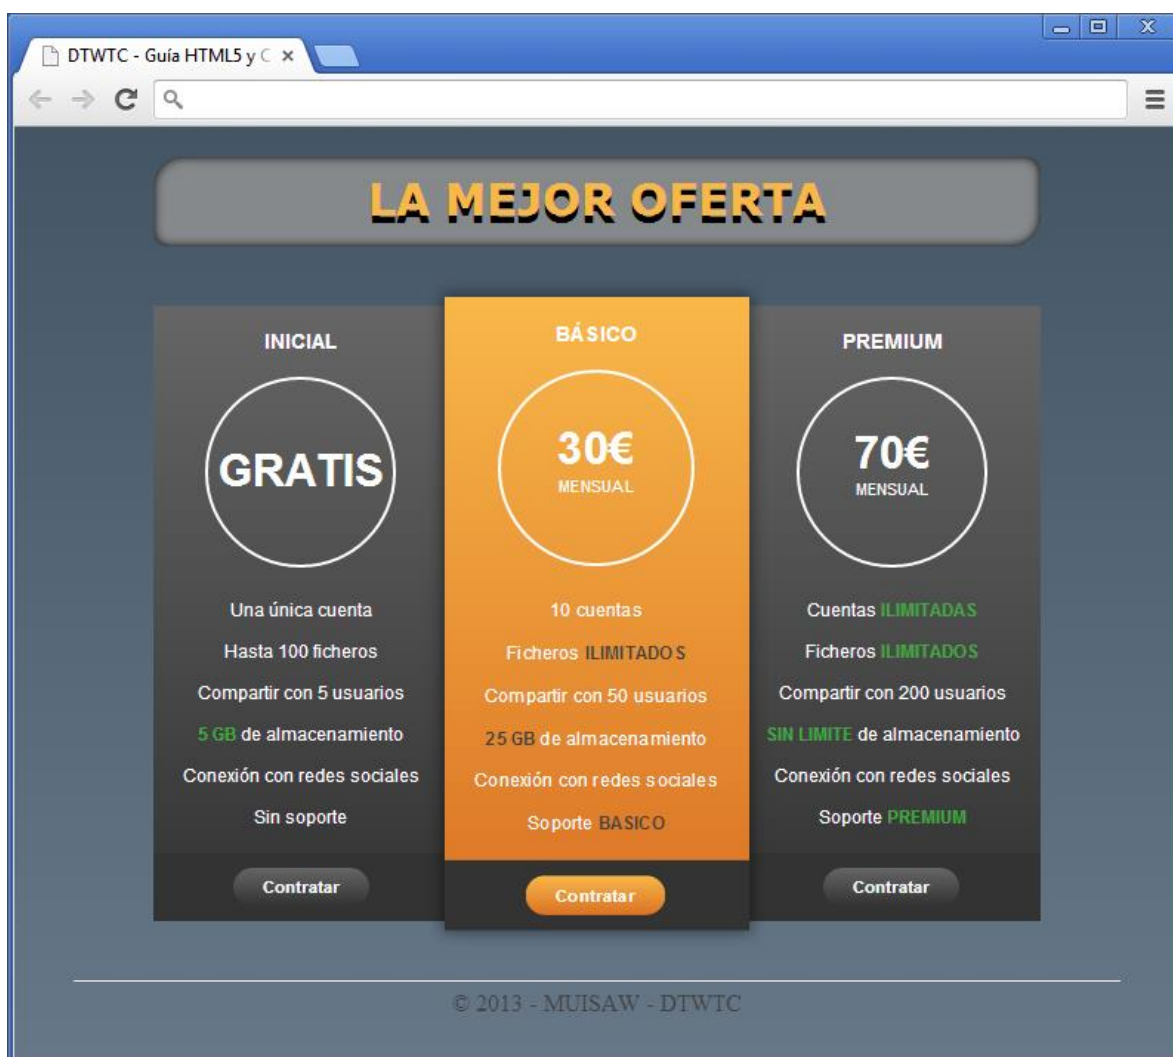 DTWTC - Guía HTML5 y C
LA MEJOR OFERTA
INICIAL
GRATIS
Una única cuenta
Hasta 100 ficheros
Compartir con 5 usuarios
5 GB de almacenamiento
Conexión con redes sociales
Sin soporte
Contratar
BÁSICO
30€
MENSUAL
10 cuentas
Ficheros ILIMITADOS
Compartir con 50 usuarios
25 GB de almacenamiento
Conexión con redes sociales
Soporte BASICO
Contratar
PREMIUM
70€
MENSUAL
Cuentas ILIMITADAS
Ficheros ILIMITADOS
Compartir con 200 usuarios
SIN LIMITE de almacenamiento
Conexión con redes sociales
Soporte PREMIUM
Contratar
© 2013 - MUISAW - DTWTC